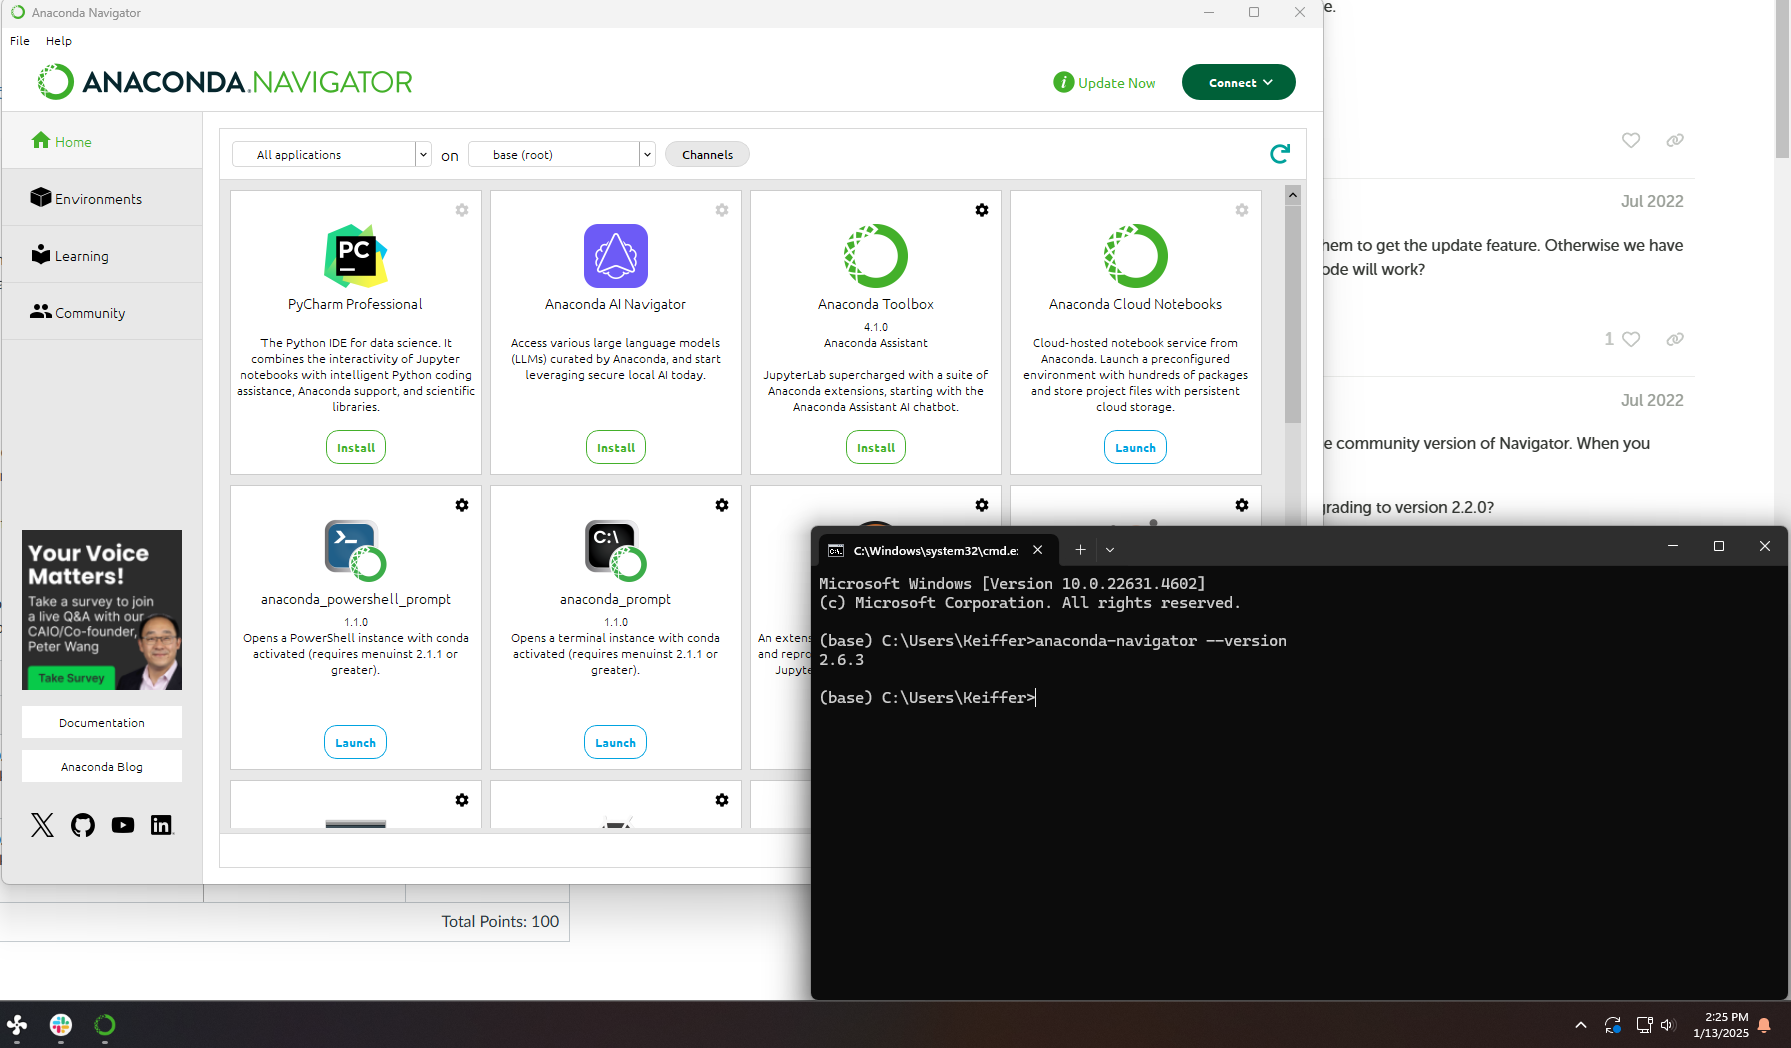 Anaconda Navigator
File Help
ANACONDA.NAVIGATOR
i Update Now
Connect
Home
Environments
Learning
Community
All applications
on
base (root)
Channels
PC
PyCharm Professional
The Python IDE for data science. It
combines the interactivity of Jupyter
notebooks with intelligent Python coding
assistance, Anaconda support, and scientific
libraries.
Install
Anaconda AI Navigator
Access various large language models
(LLMs) curated by Anaconda, and start
leveraging secure local AI today.
Install
Anaconda Toolbox
4.1.0
Anaconda Assistant
JupyterLab supercharged with a suite of
Anaconda extensions, starting with the
Anaconda Assistant AI chatbot.
Install
Anaconda Cloud Notebooks
Cloud-hosted notebook service from
Anaconda. Launch a preconfigured
environment with hundreds of packages
and store project files with persistent
cloud storage.
Launch
anaconda_powershell_prompt
1.1.0
Opens a PowerShell instance with conda
activated (requires menuinst 2.1.1 or
greater).
Launch
C:\
anaconda_prompt
1.1.0
Opens a terminal instance with conda
activated (requires menuinst 2.1.1 or
greater).
Launch
An exten
and repro
Jupyt
Your Voice
Matters!
Take a survey to join
a live Q&A with our
CAIO/Co-founder,
Peter Wang
Take Survey
Documentation
Anaconda Blog
in
Total Points: 100
e.
Jul 2022
hem to get the update feature. Otherwise we have
ode will work?
1
Jul 2022
e community version of Navigator. When you
grading to version 2.2.0?
C:\Windows\system32\cmd.e
Microsoft Windows [Version 10.0.22631.4602]
(c) Microsoft Corporation. All rights reserved.
(base) C:\Users\Keiffer>anaconda-navigator --version
2.6.3
(base) C:\Users\Keiffer>
2:25 PM
1/13/2025